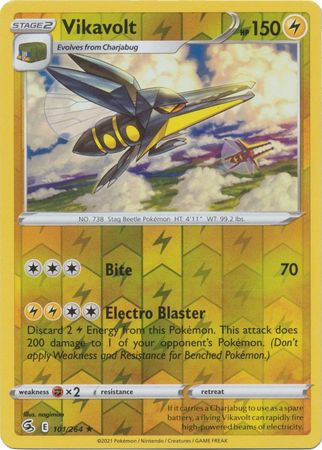 STAGE 2 Vikavolt HP 150
Evolves from Charjabug
NO. 738 Stag Beetle Pokémon HT: 4'11" WT: 99.2 lbs.
Bite 70
Electro Blaster
Discard 2 Energy from this Pokémon. This attack does
200 damage to 1 of your opponent's Pokémon. (Don't
apply Weakness and Resistance for Benched Pokémon.)
weakness ×2 resistance retreat
Illus. nagimiso
E 101/264 ★
If it carries a Charjabug to use as a spare
battery, a flying Vikavolt can rapidly fire
high-powered beams of electricity.
©2021 Pokémon / Nintendo / Creatures / GAME FREAK